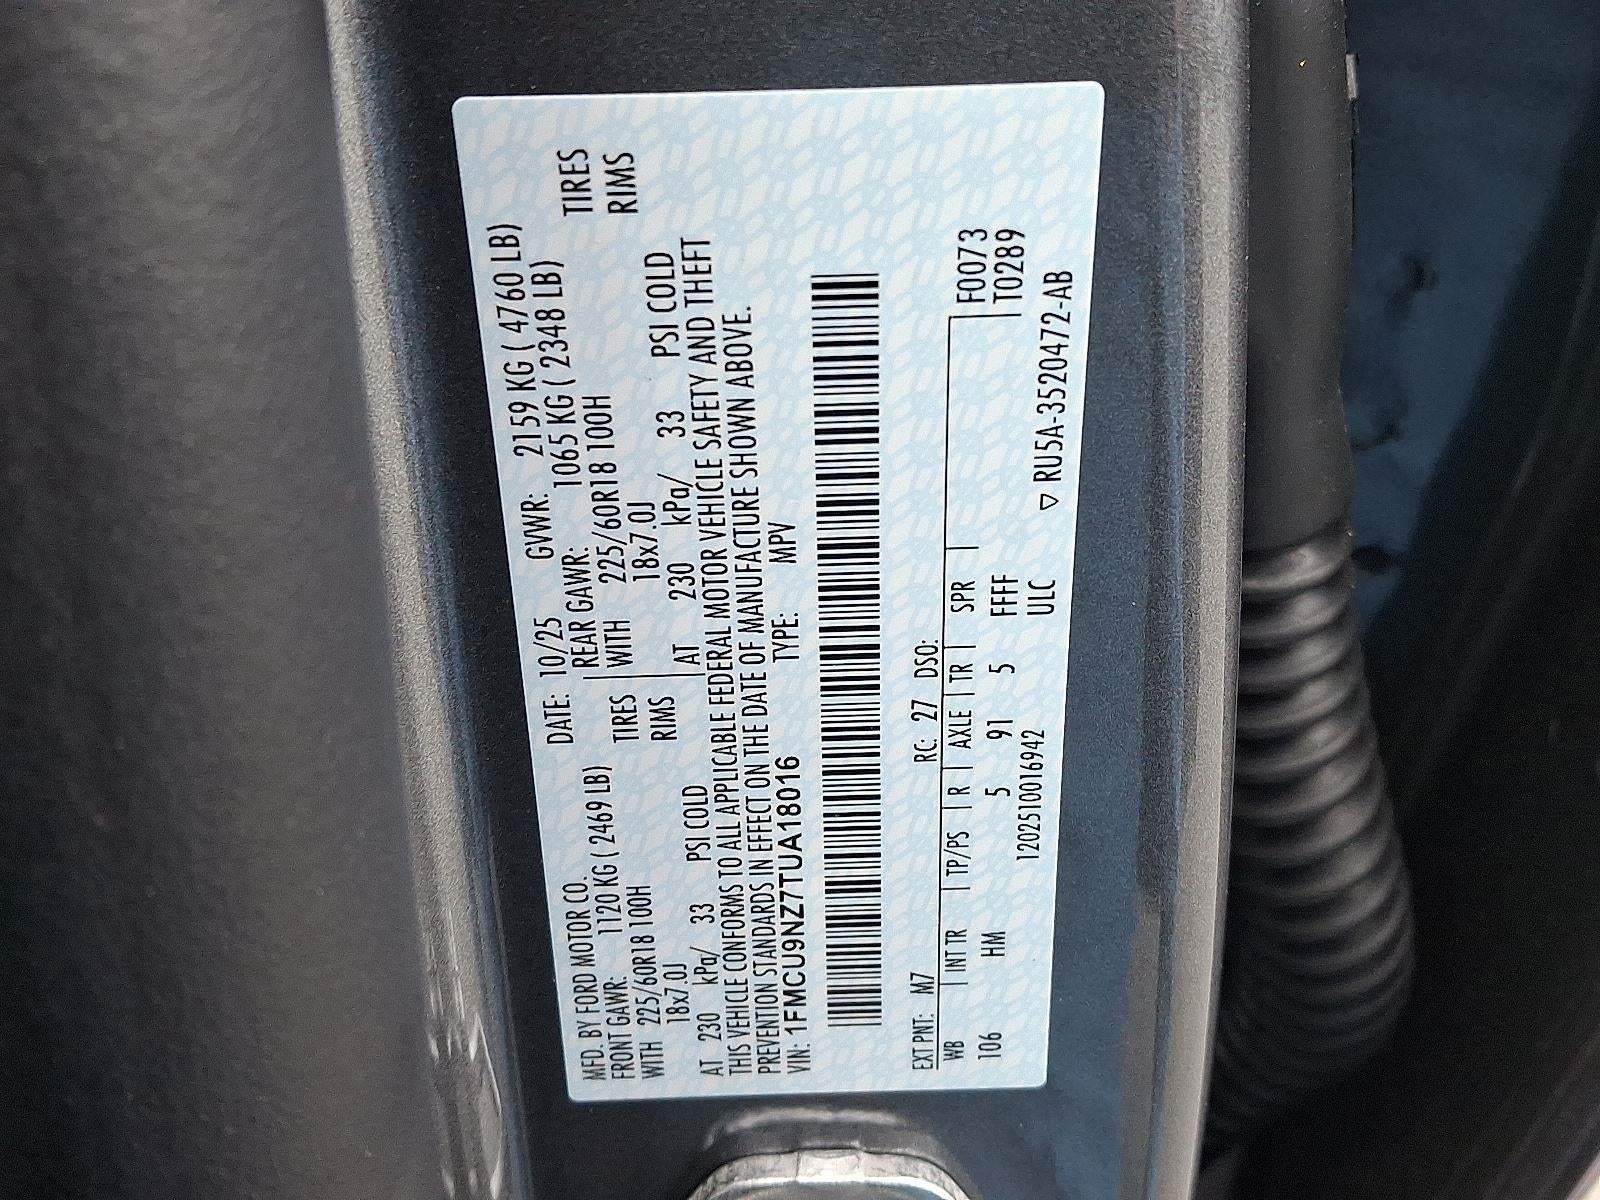 MFD. BY FORD MOTOR CO. DATE: 10/25 GVWR: 2159 KG ( 4760 LB)
FRONT GAWR: 1120 KG ( 2469 LB) REAR GAWR: 1065 KG ( 2348 LB)
WITH 225/60R18 100H TIRES WITH 225/60R18 100H TIRES
18x7.0J RIMS 18x7.0J RIMS
AT 230 kPa/ 33 PSI COLD AT 230 kPa/ 33 PSI COLD
THIS VEHICLE CONFORMS TO ALL APPLICABLE FEDERAL MOTOR VEHICLE SAFETY AND THEFT
PREVENTION STANDARDS IN EFFECT ON THE DATE OF MANUFACTURE SHOWN ABOVE.
VIN: 1FMCU9NZ7TUA18016 TYPE: MPV
EXT PNT: M7 RC: 27 DSO: F0073
WB | INT TR | TP/PS | R | AXLE | TR | SPR | T0289
106 HM 5 91 5 FFFF
1202510016942 ULC ▽ RU5A-3520472-AB